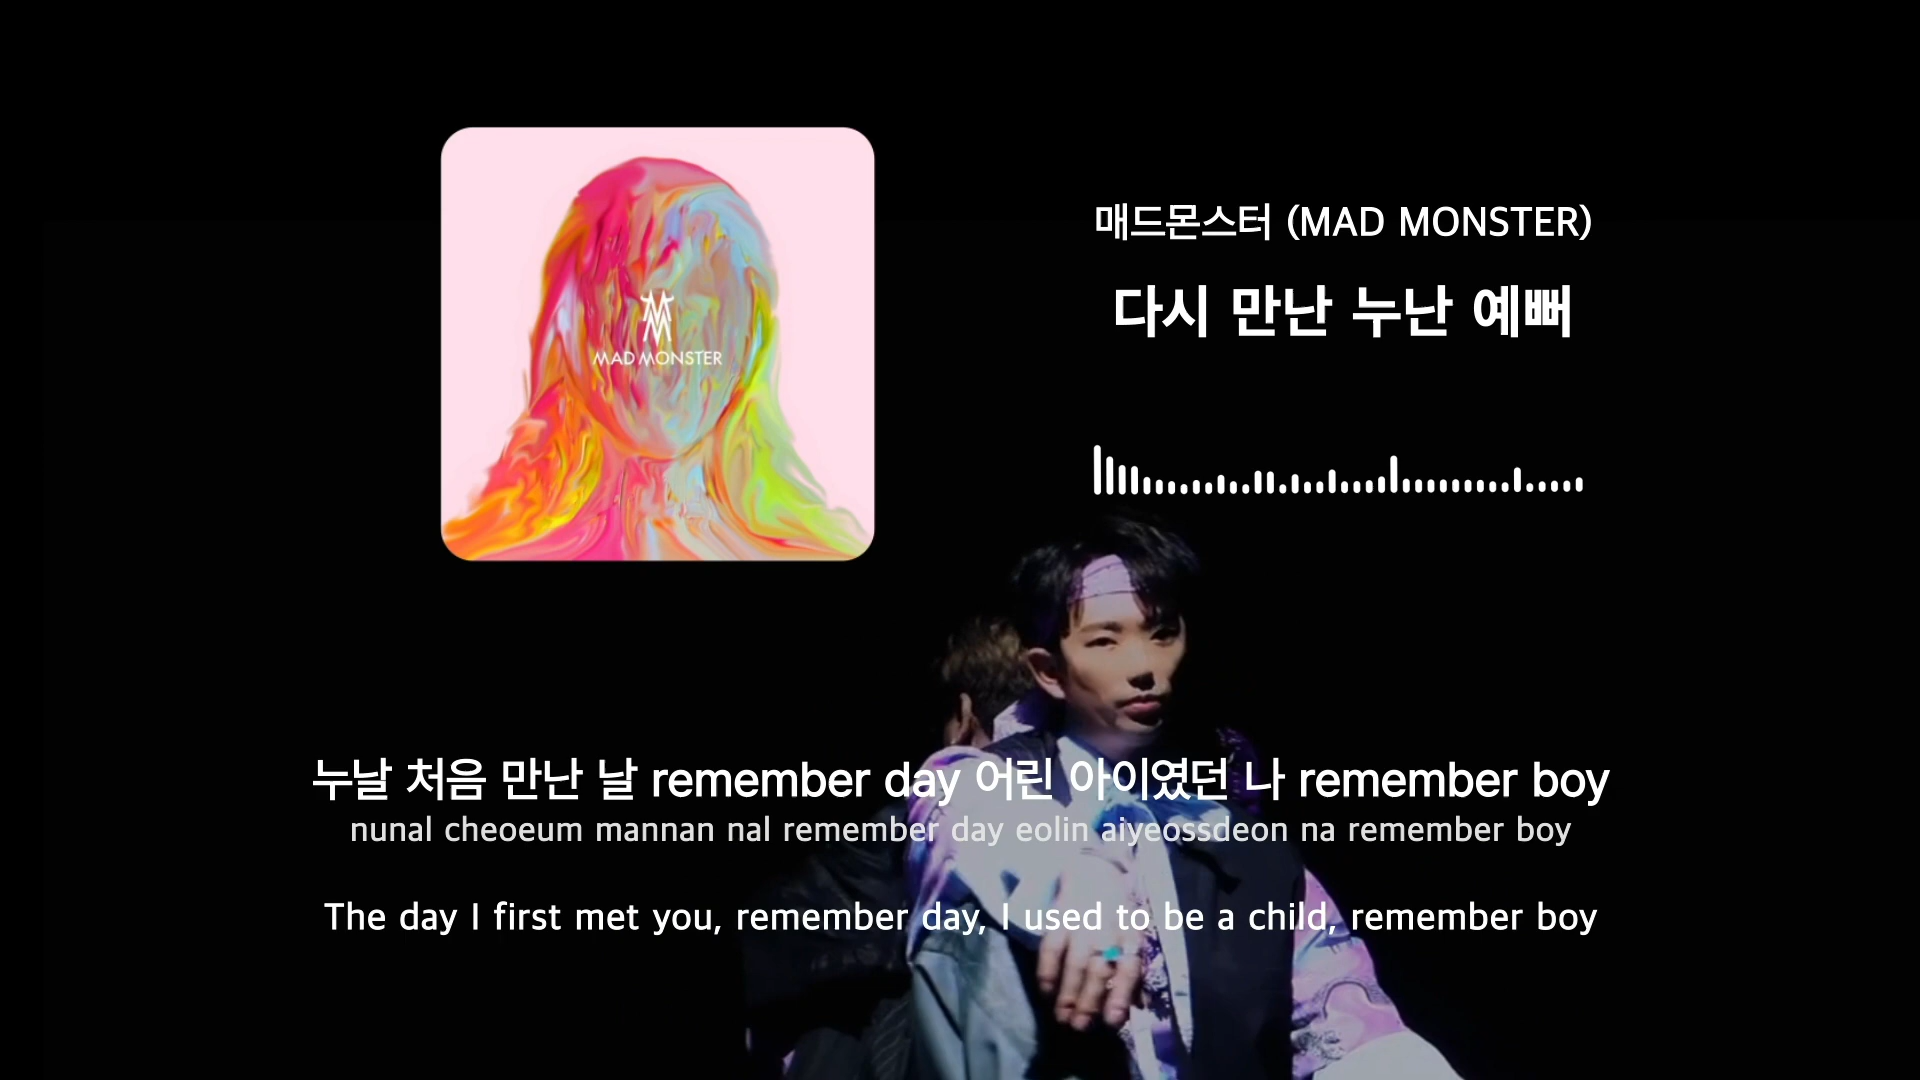 MAD MONSTER
매드몬스터 (MAD MONSTER)
다시 만난 누난 예뻐
누날 처음 만난 날 remember day 어린 아이였던 나 remember boy
nunal cheoeum mannan nal remember day eolin aiyeossdeon na remember boy
The day I first met you, remember day, I used to be a child, remember boy